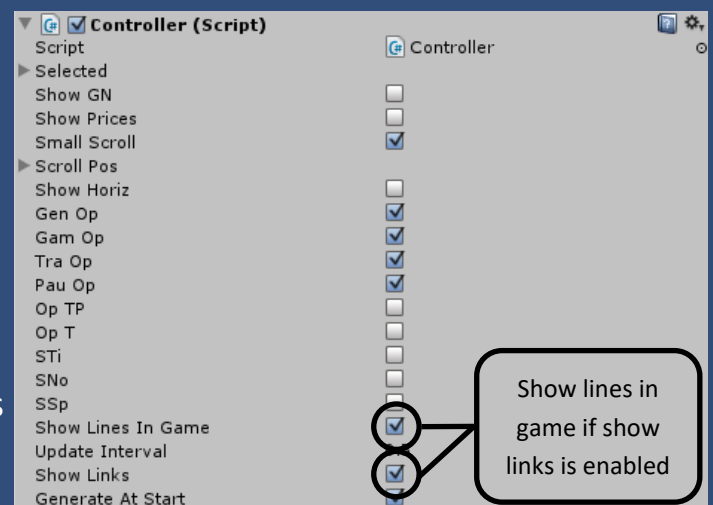 Controller (Script)
Script Controller
Selected
Show GN
Show Prices
Small Scroll
Scroll Pos
Show Horiz
Gen Op
Gam Op
Tra Op
Pau Op
Op TP
Op T
STi
SNo
SSp
Show Lines In Game
Update Interval
Show Links
Generate At Start
Show lines in
game if show
links is enabled